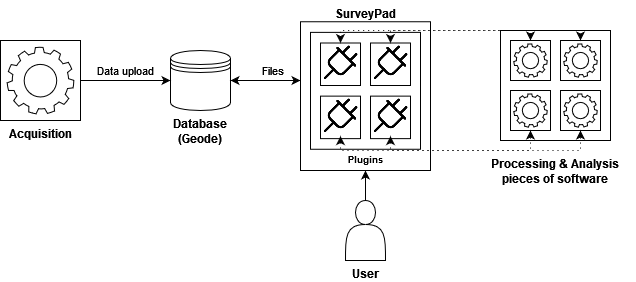 SurveyPad
Data upload
Files
Acquisition
Database
(Geode)
Plugins
Processing & Analysis
pieces of software
User